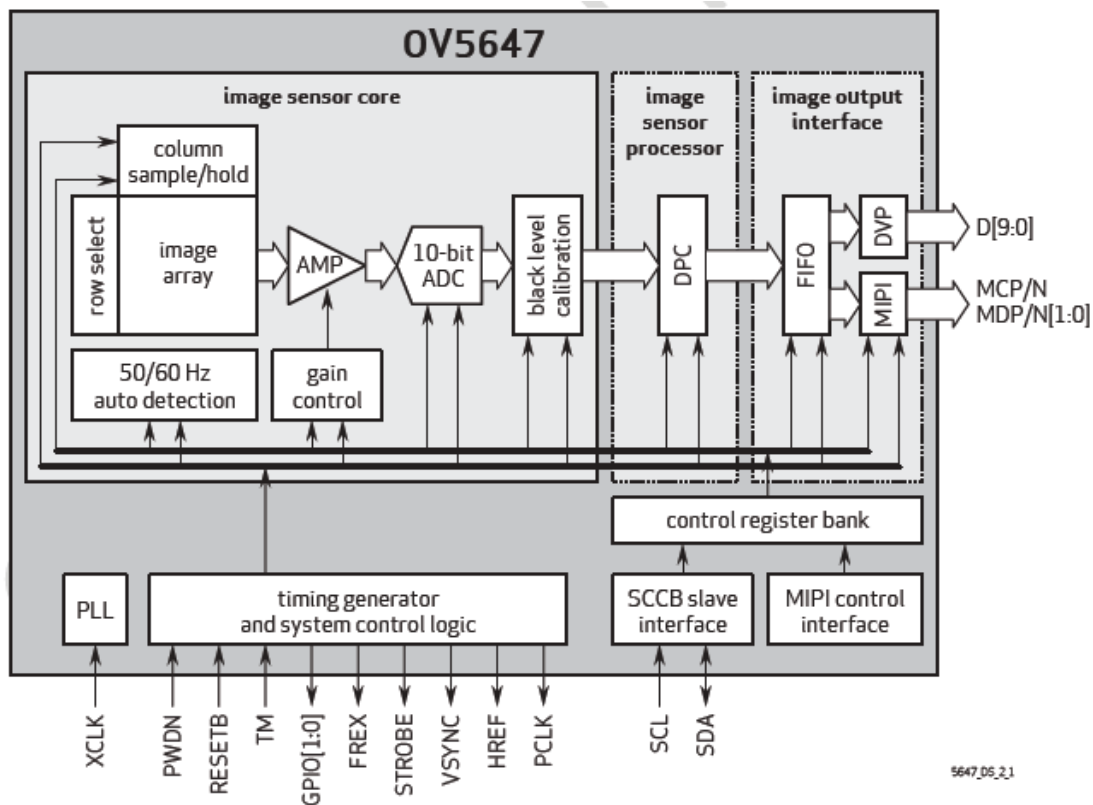 OV5647
image sensor core
image
sensor
processor
image output
interface
column
sample/hold
row select
image
array
AMP
10-bit
ADC
black level
calibration
DPC
FIFO
DVP
MIPI
D[9:0]
MCP/N
MDP/N[1:0]
50/60 Hz
auto detection
gain
control
control register bank
PLL
timing generator
and system control logic
SCCB slave
interface
MIPI control
interface
XCLK
PWDN
RESETB
TM
GPIO[1:0]
FREX
STROBE
VSYNC
HREF
PCLK
SCL
SDA
5647_DS_2_1